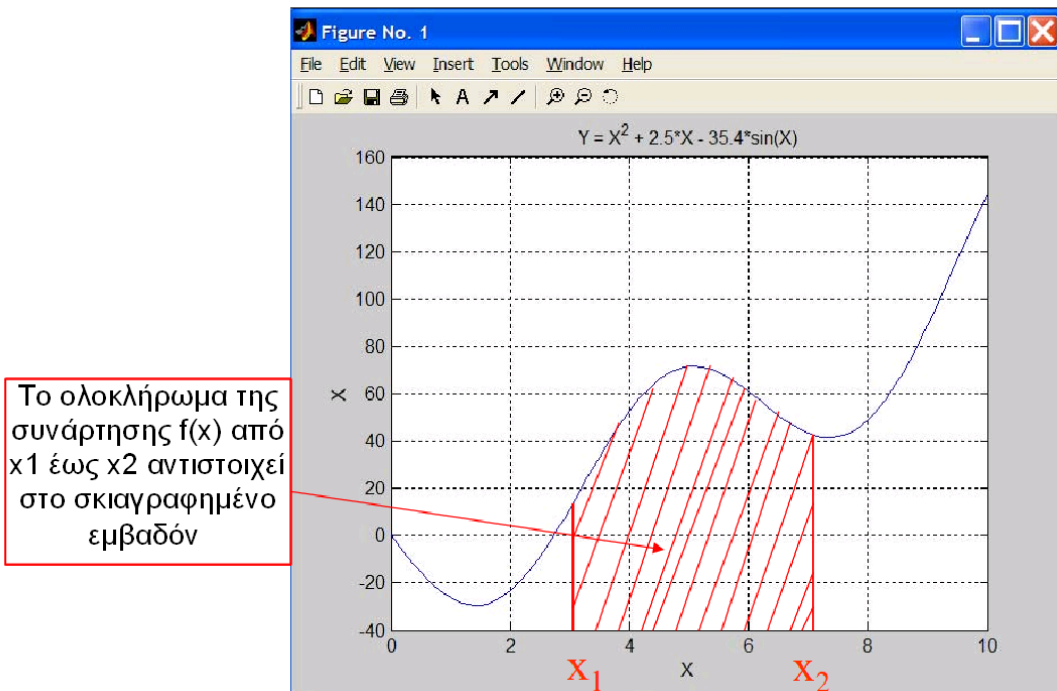 Figure No. 1
File Edit View Insert Tools Window Help
A
Y = X² + 2.5*X - 35.4*sin(X)
160
140
120
100
80
60
40
20
0
-20
-40
X
0 2 4 6 8 10
X
x₁
x₂
Το ολοκλήρωμα της
συνάρτησης f(x) από
x1 έως x2 αντιστοιχεί
στο σκιαγραφημένο
εμβαδόν